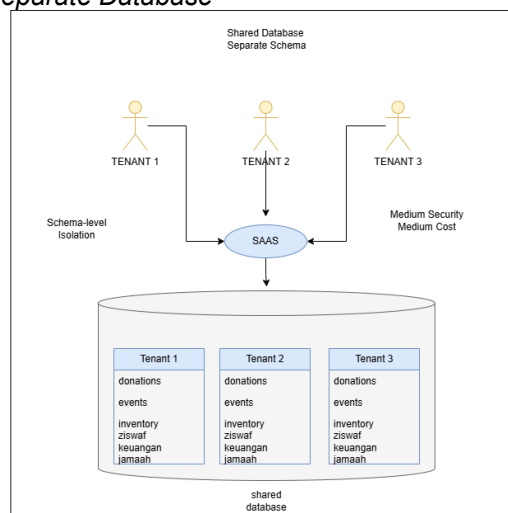 eparate Database
Shared Database
Separate Schema
TENANT 1
TENANT 2
TENANT 3
Schema-level
Isolation
Medium Security
Medium Cost
SAAS
Tenant 1
donations
events
inventory
ziswaf
keuangan
jamaah
Tenant 2
donations
events
inventory
ziswaf
keuangan
jamaah
Tenant 3
donations
events
inventory
ziswaf
keuangan
jamaah
shared
database